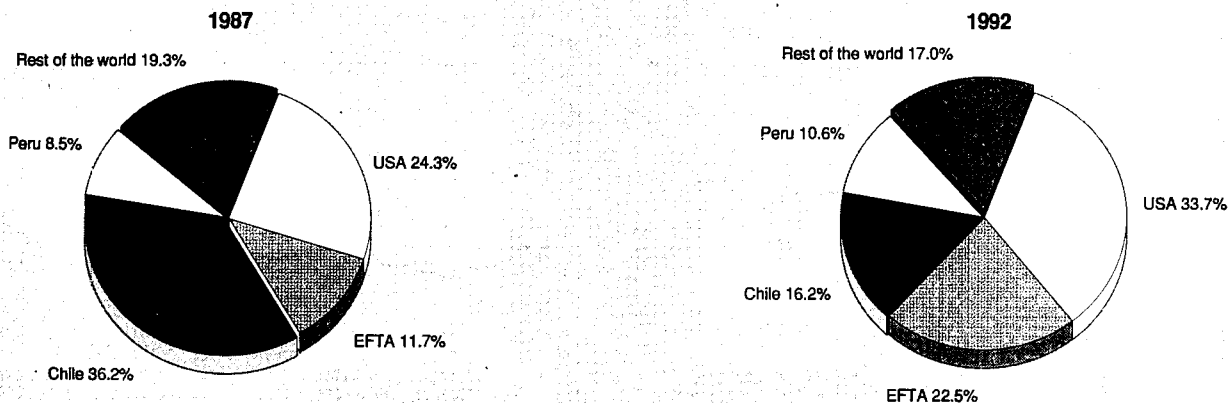 1987
Rest of the world 19.3%
Peru 8.5%
USA 24.3%
EFTA 11.7%
Chile 36.2%
1992
Rest of the world 17.0%
Peru 10.6%
USA 33.7%
Chile 16.2%
EFTA 22.5%